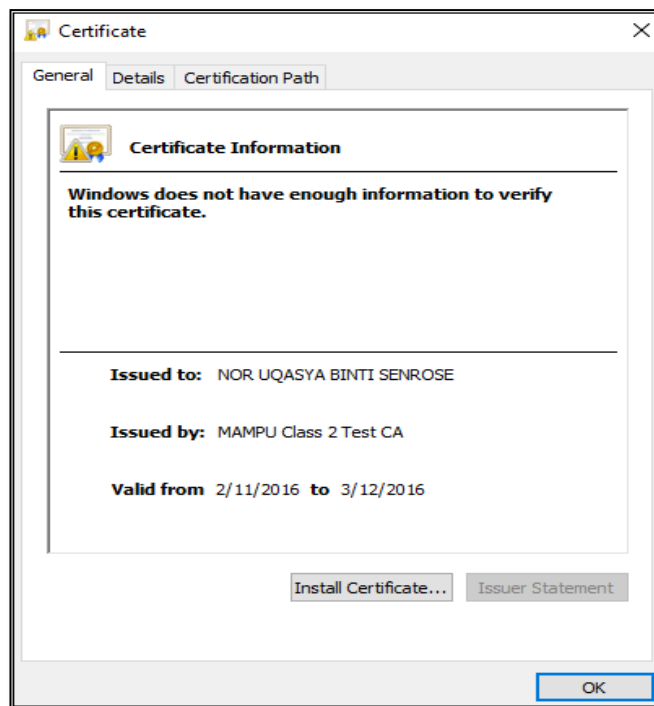 Certificate
General Details Certification Path
Certificate Information
Windows does not have enough information to verify
this certificate.
Issued to: NOR UQASYA BINTI SENROSE
Issued by: MAMPU Class 2 Test CA
Valid from 2/11/2016 to 3/12/2016
Install Certificate... Issuer Statement
OK